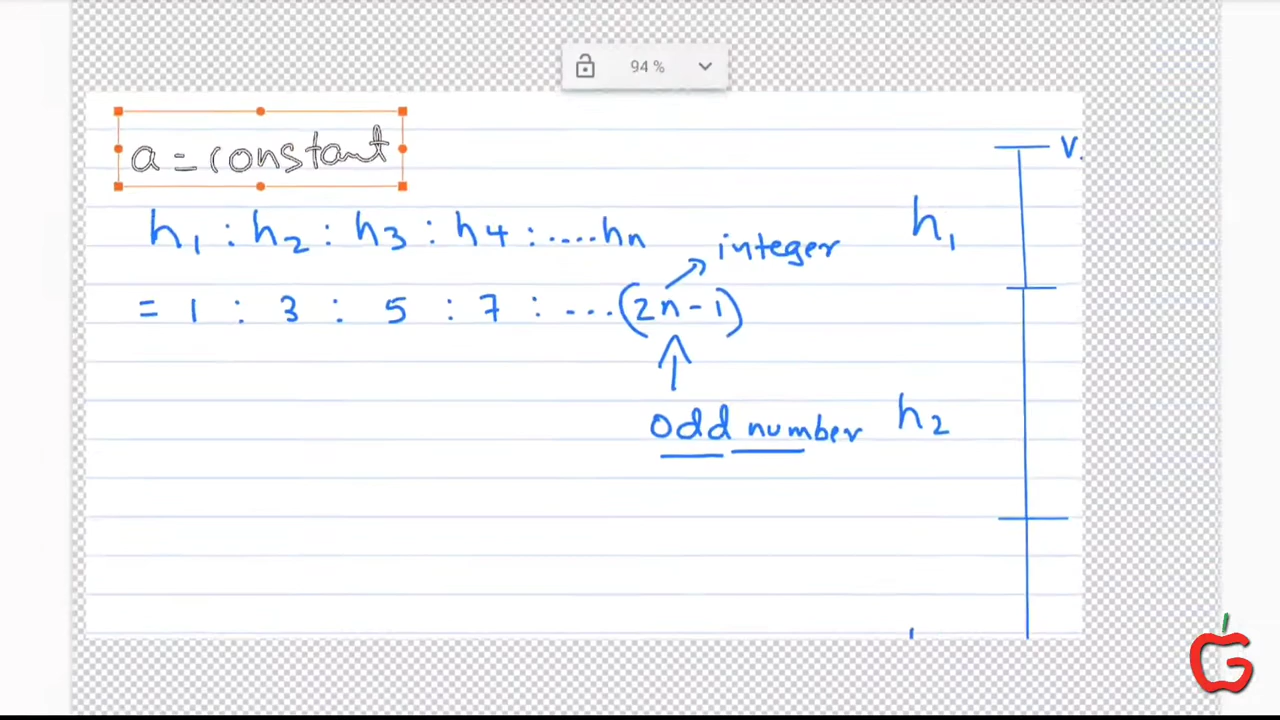 94 %
a = constant
V.
h₁ : h₂ : h₃ : h₄ : ....hₙ
integer
h₁
= 1 : 3 : 5 : 7 : ...(2n-1)
odd number
h₂
G